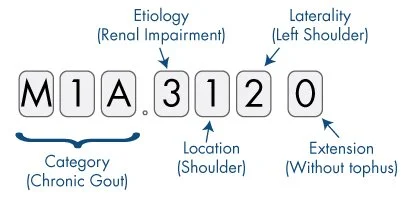 Etiology
(Renal Impairment)
Laterality
(Left Shoulder)
M1A.3120
Category
(Chronic Gout)
Location
(Shoulder)
Extension
(Without tophus)